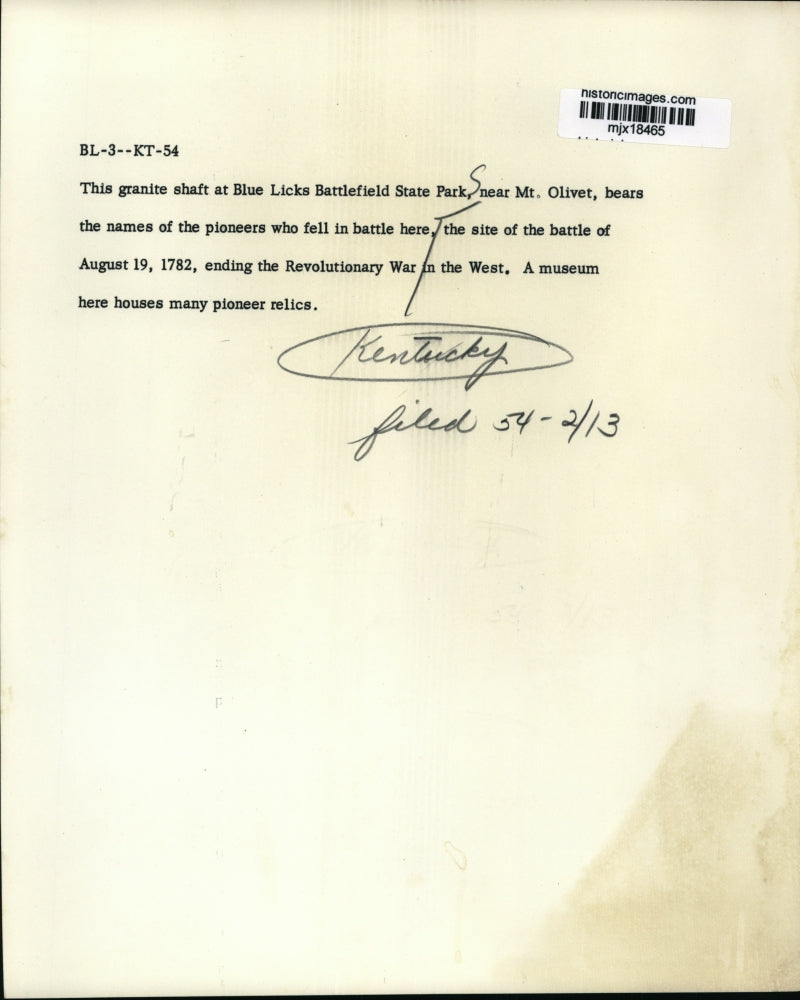 historicimages.com
mjx18465
BL-3--KT-54
This granite shaft at Blue Licks Battlefield State Park, near Mt. Olivet, bears
the names of the pioneers who fell in battle here, the site of the battle of
August 19, 1782, ending the Revolutionary War in the West. A museum
here houses many pioneer relics.
Kentucky
filed 54-2/13